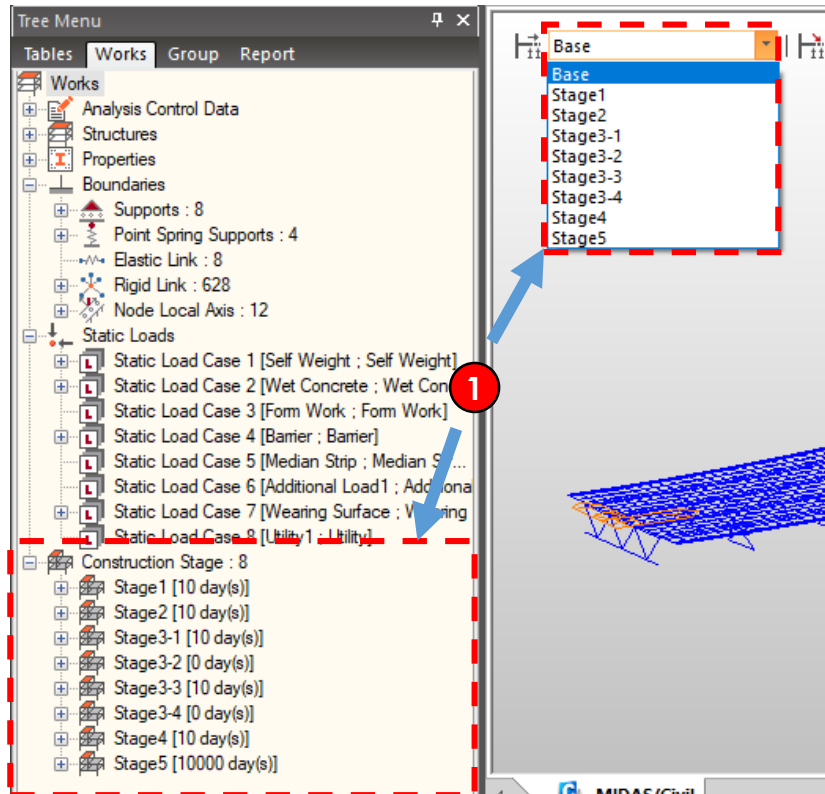 Tree Menu
Tables Works Group Report
Works
Analysis Control Data
Structures
Properties
Boundaries
Supports : 8
Point Spring Supports : 4
Elastic Link : 8
Rigid Link : 628
Node Local Axis : 12
Static Loads
Static Load Case 1 [Self Weight ; Self Weight]
Static Load Case 2 [Wet Concrete ; Wet Con
Static Load Case 3 [Form Work ; Form Work]
Static Load Case 4 [Barrier ; Barrier]
Static Load Case 5 [Median Strip ; Median S...
Static Load Case 6 [Additional Load1 ; Additiona
Static Load Case 7 [Wearing Surface ; Wearing
Static Load Case 8 [Utility1 ; Utility]
Construction Stage : 8
Stage1 [10 day(s)]
Stage2 [10 day(s)]
Stage3-1 [10 day(s)]
Stage3-2 [0 day(s)]
Stage3-3 [10 day(s)]
Stage3-4 [0 day(s)]
Stage4 [10 day(s)]
Stage5 [10000 day(s)]
1
Base
Base
Stage1
Stage2
Stage3-1
Stage3-2
Stage3-3
Stage3-4
Stage4
Stage5
MIDAS/Civil